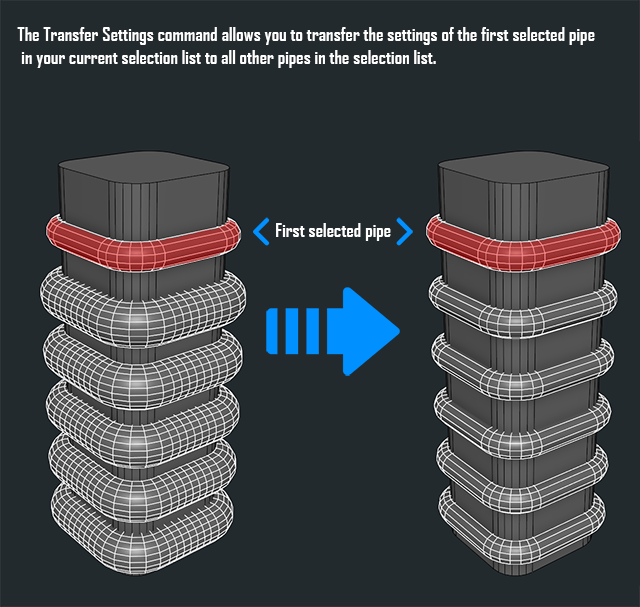 The Transfer Settings command allows you to transfer the settings of the first selected pipe
in your current selection list to all other pipes in the selection list.
First selected pipe